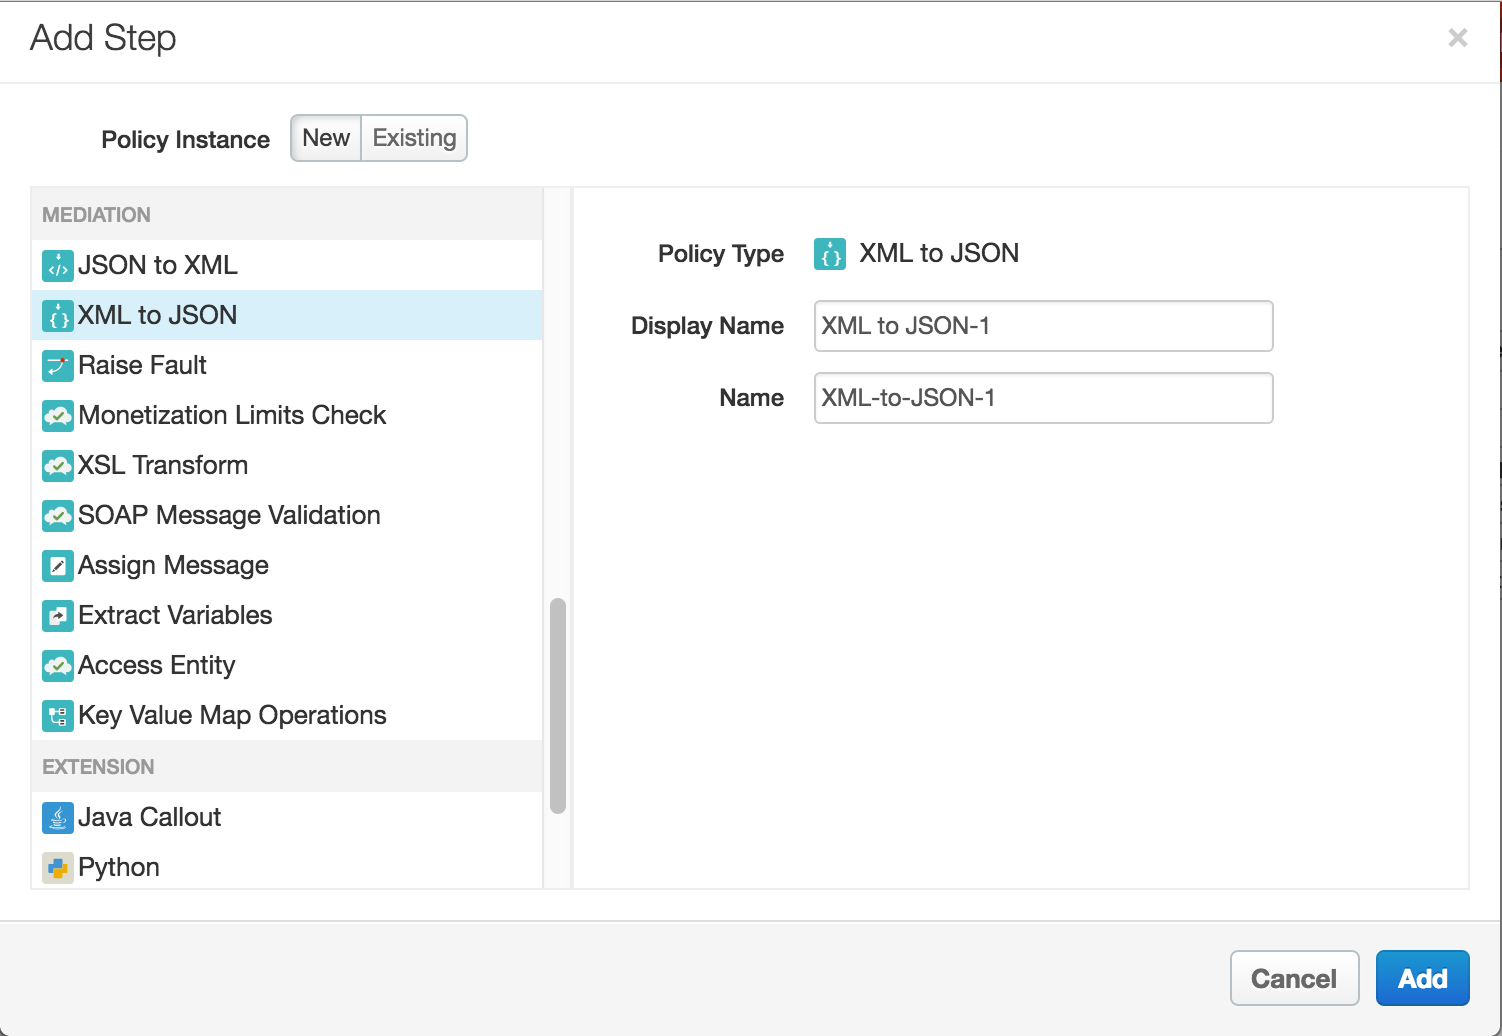 Add Step
Policy Instance New Existing
MEDIATION
JSON to XML
XML to JSON
Raise Fault
Monetization Limits Check
XSL Transform
SOAP Message Validation
Assign Message
Extract Variables
Access Entity
Key Value Map Operations
EXTENSION
Java Callout
Python
Policy Type XML to JSON
Display Name XML to JSON-1
Name XML-to-JSON-1
Cancel Add